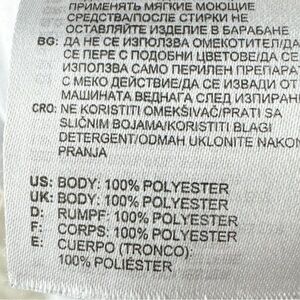 ПРИМЕНЯТЬ МЯГКИЕ МОЮЩИЕ
СРЕДСТВА/ПОСЛЕ СТИРКИ НЕ
ОСТАВЛЯЙТЕ ИЗДЕЛИЕ В БАРАБАНЕ
BG: ДА НЕ СЕ ИЗПОЛЗВА ОМЕКОТИТЕЛ/ДА
СЕ ПЕРЕ С ПОДОБНИ ЦВЕТОВЕ/ДА СЕ
ИЗПОЛЗВА САМО ПЕРИЛЕН ПРЕПАРАТ
С МЕКО ДЕЙСТВИЕ/ДА СЕ ИЗВАДИ ОТ
МАШИНАТА ВЕДНАГА СЛЕД ИЗПИРАН
CRO: NE KORISTITI OMEKŠIVAČ/PRATI SA
SLIČNIM BOJAMA/KORISTITI BLAGI
DETERGENT/ODMAH UKLONITE NAKON
PRANJA
US: BODY: 100% POLYESTER
UK: BODY: 100% POLYESTER
D: RUMPF: 100% POLYESTER
F: CORPS: 100% POLYESTER
E: CUERPO (TRONCO):
100% POLIÉSTER